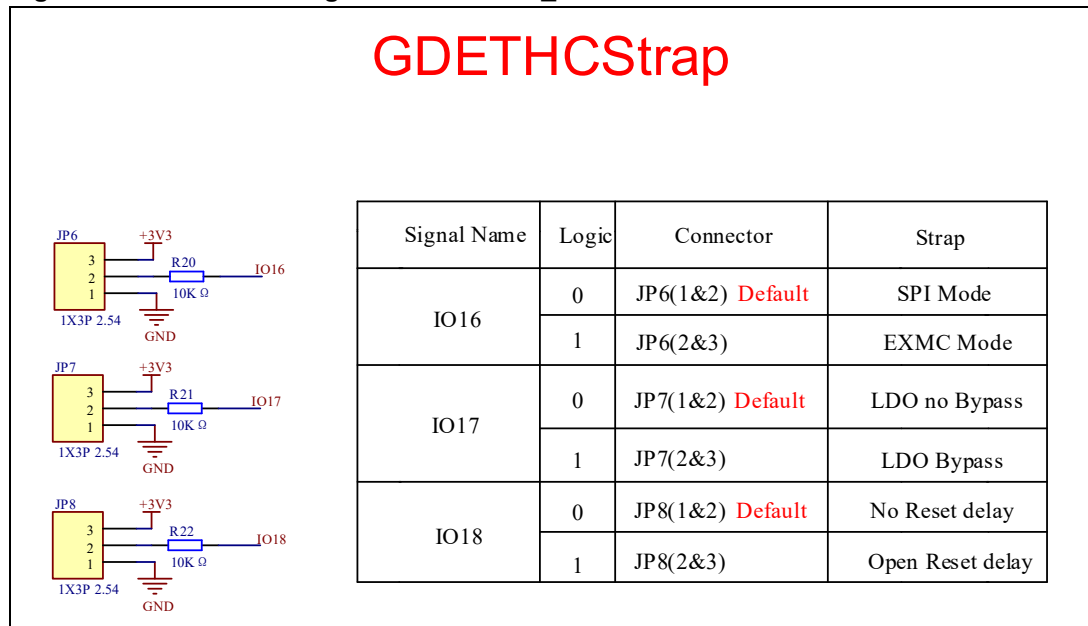 GDETHCStrap
JP6
+3V3
3
2
1
R20
10K Ω
IO16
1X3P 2.54
GND
JP7
+3V3
3
2
1
R21
10K Ω
IO17
1X3P 2.54
GND
JP8
+3V3
3
2
1
R22
10K Ω
IO18
1X3P 2.54
GND
Signal Name Logic Connector Strap
IO16
0 JP6(1&2) Default SPI Mode
1 JP6(2&3) EXMC Mode
IO17
0 JP7(1&2) Default LDO no Bypass
1 JP7(2&3) LDO Bypass
IO18
0 JP8(1&2) Default No Reset delay
1 JP8(2&3) Open Reset delay